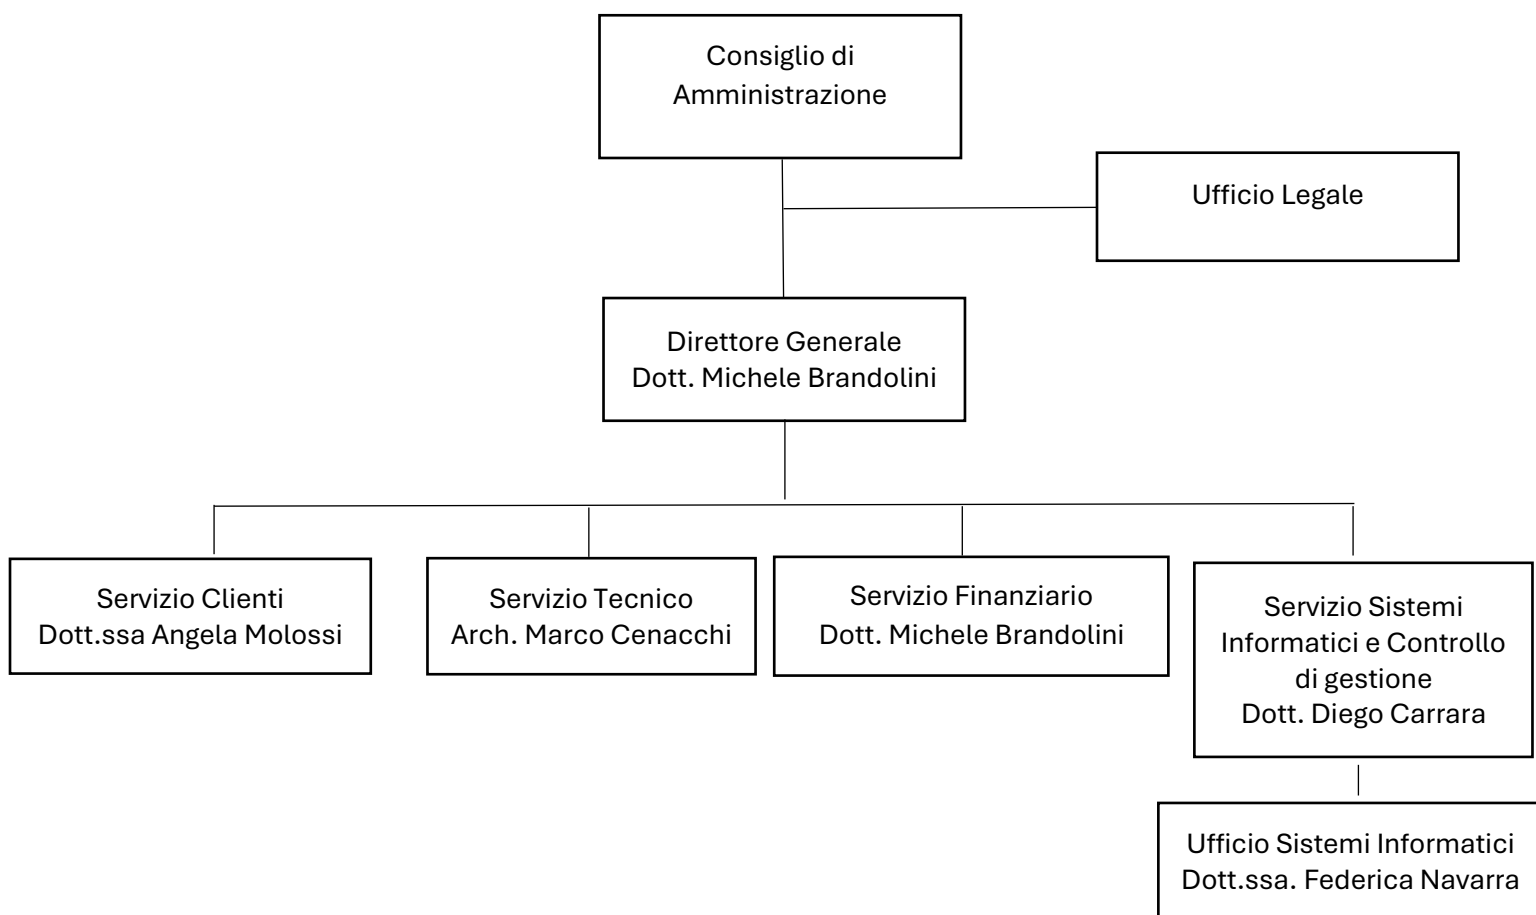 Consiglio di
Amministrazione
Ufficio Legale
Direttore Generale
Dott. Michele Brandolini
Servizio Clienti
Dott.ssa Angela Molossi
Servizio Tecnico
Arch. Marco Cenacchi
Servizio Finanziario
Dott. Michele Brandolini
Servizio Sistemi
Informatici e Controllo
di gestione
Dott. Diego Carrara
Ufficio Sistemi Informatici
Dott.ssa. Federica Navarra